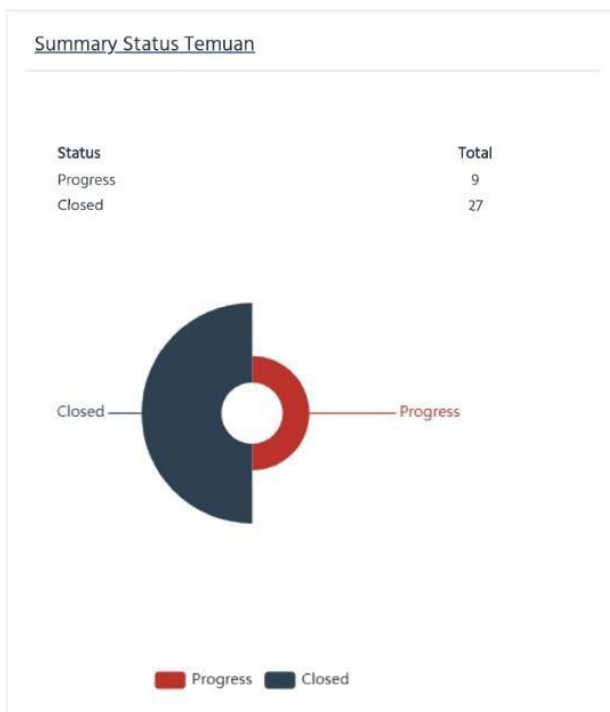 Summary Status Temuan
Status Total
Progress 9
Closed 27
Closed Progress
Progress Closed